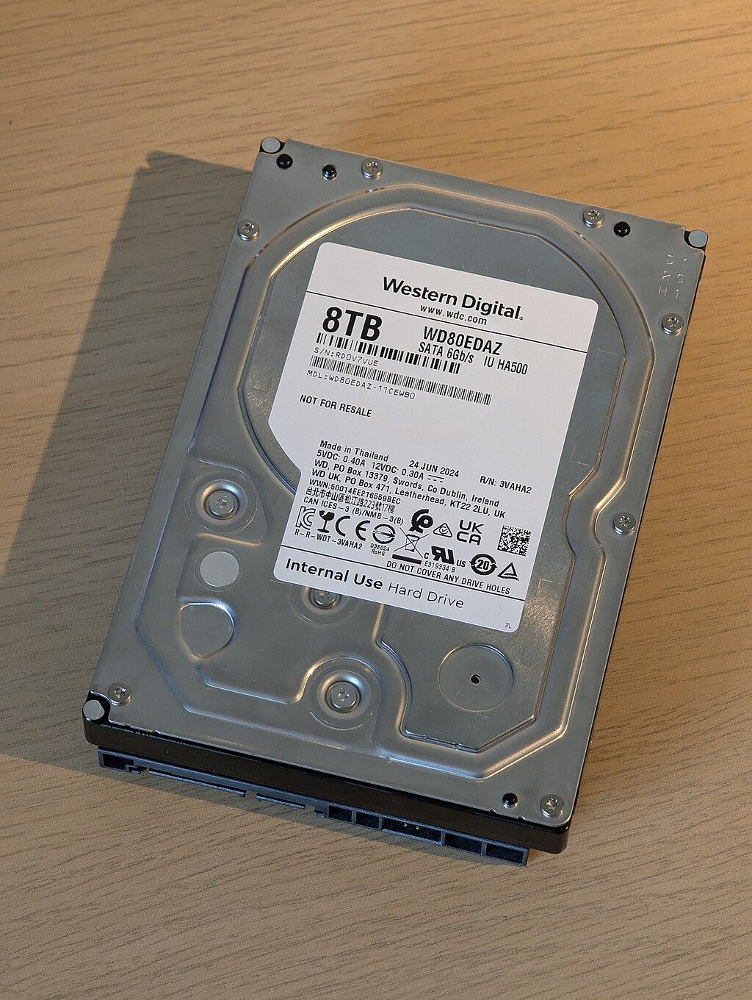 Western Digital®
www.wdc.com
8TB
WD80EDAZ
SATA 6Gb/s IU HA500
S/N:RD0V7VUE
MDL:WD80EDAZ-11CEWB0
NOT FOR RESALE
Made in Thailand 24 JUN 2024
5VDC: 0.40A 12VDC: 0.30A R/N: 3VAHA2
WD, PO Box 13379, Swords, Co Dublin, Ireland
WD UK, PO Box 471, Leatherhead, KT22 2LU, UK
WWN:50014EE216559BEC
台北市中山區松江路223號17樓
CAN ICES-3 (B)/NMB-3(B)
UK
CA
R-R-WDT-3VAHA2
D3E024
RoHS
c US
E319334 B
20
DO NOT COVER ANY DRIVE HOLES
Internal Use Hard Drive
ZL